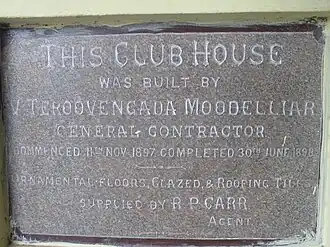 THIS CLUB HOUSE
WAS BUILT BY
V. TEROOVENGADA MOODELLIAR
GENERAL CONTRACTOR
COMMENCED 11TH NOV. 1897. COMPLETED 30TH JUNE 1898
ORNAMENTAL FLOORS, GLAZED, & ROOFING TILES
SUPPLIED BY R. P. CARR
AGENT